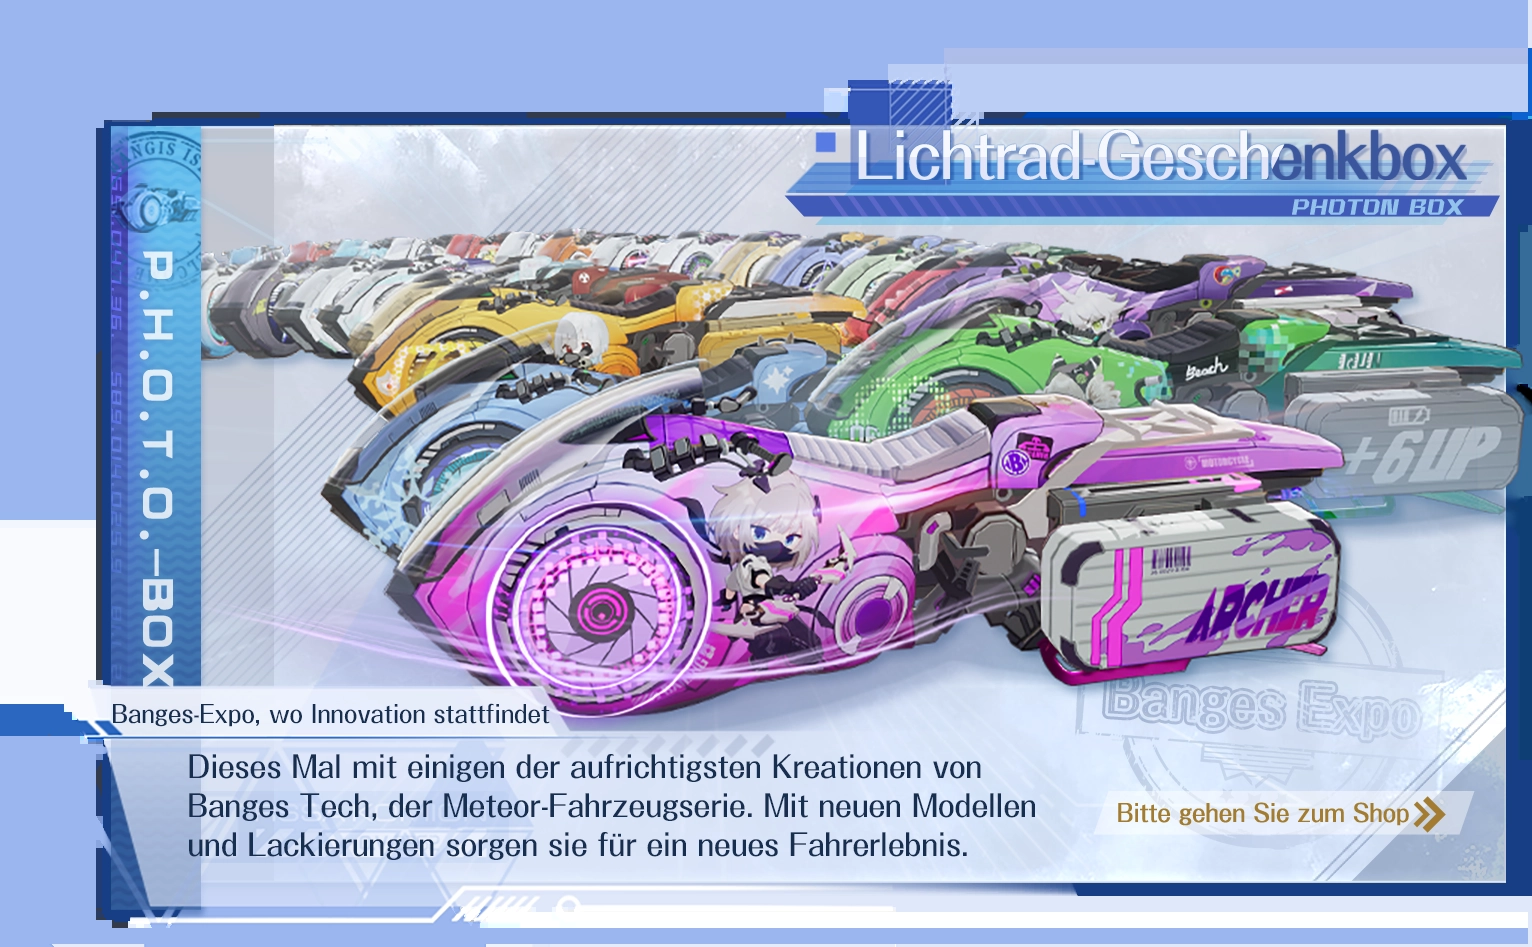 Lichtrad-Geschenkbox
PHOTON BOX
P.H.O.T.O.-BOX
Beach
+6UP
MOTORCYCLE
B
ARCHER
Banges Expo
Banges-Expo, wo Innovation stattfindet
Dieses Mal mit einigen der aufrichtigsten Kreationen von
Banges Tech, der Meteor-Fahrzeugserie. Mit neuen Modellen
und Lackierungen sorgen sie für ein neues Fahrerlebnis.
Bitte gehen Sie zum Shop